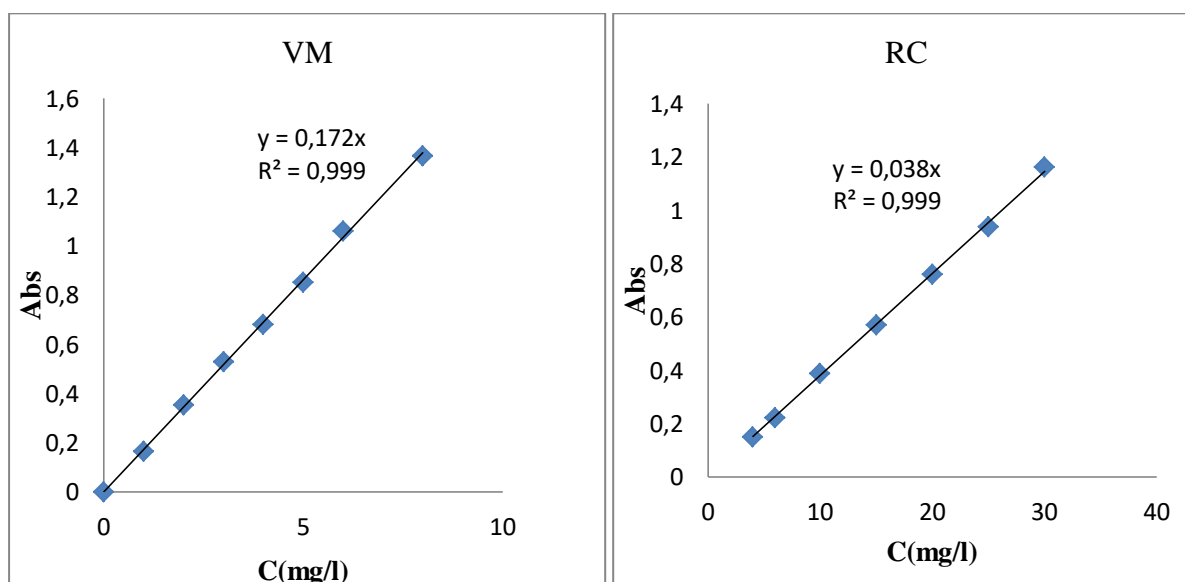 VM
1,6
1,4
1,2
1
0,8
0,6
0,4
0,2
0
y = 0,172x
R² = 0,999
Abs
0
5
10
C(mg/l)
RC
1,4
1,2
1
0,8
0,6
0,4
0,2
0
y = 0,038x
R² = 0,999
Abs
0
10
20
30
40
C(mg/l)